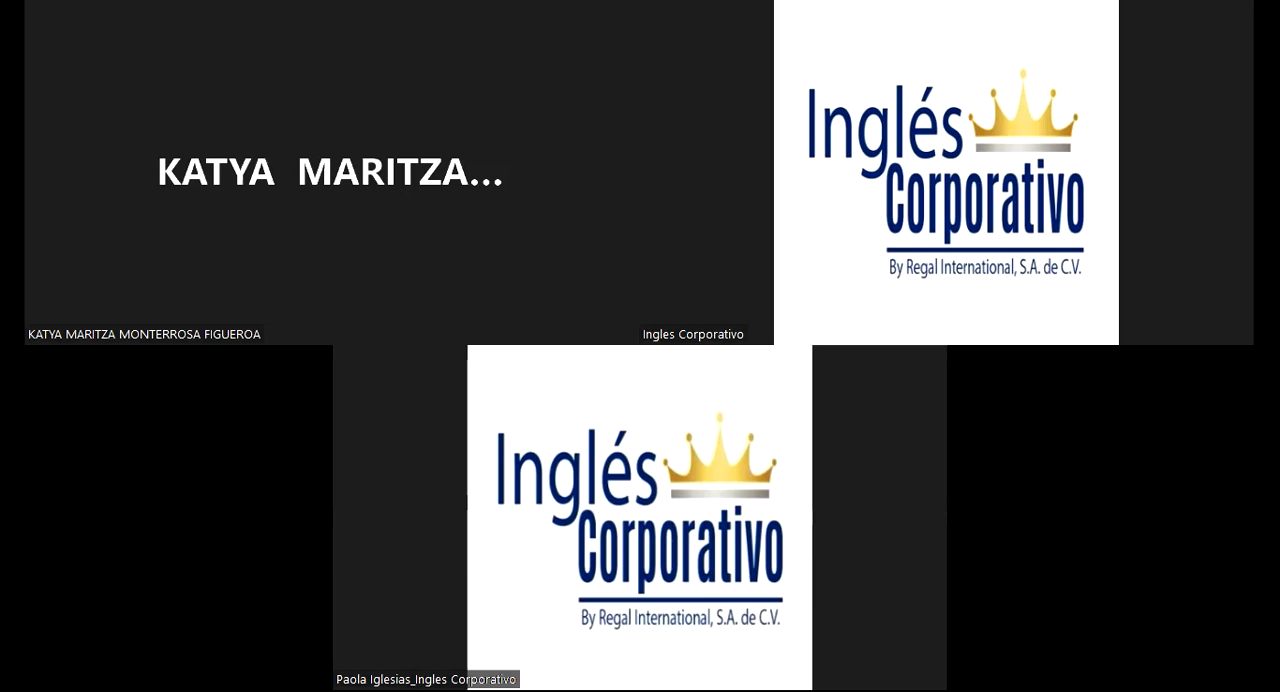 KATYA MARITZA...
KATYA MARITZA MONTERROSA FIGUEROA
Inglés
Corporativo
By Regal International, S.A. de C.V.
Ingles Corporativo
Inglés
Corporativo
By Regal International, S.A. de C.V.
Paola Iglesias_Ingles Corporativo